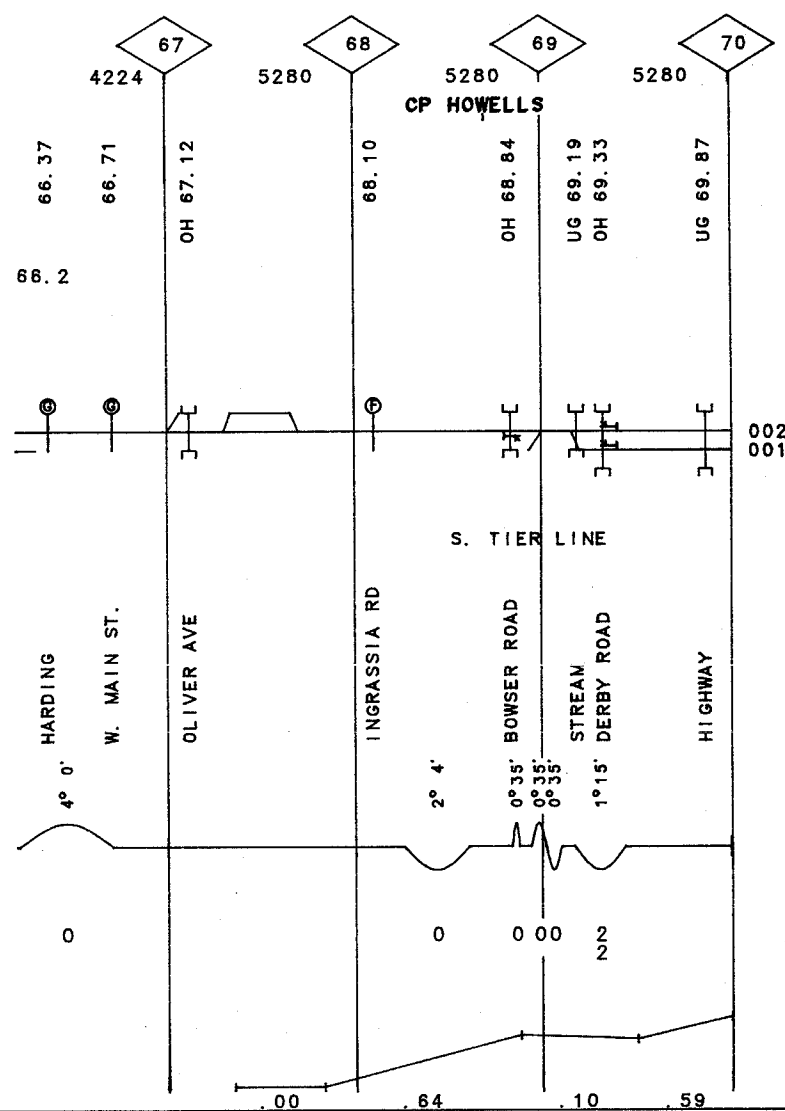 67 68 69 70
4224 5280 5280 5280
CP HOWELLS
66.37
66.71
OH 67.12
68.10
OH 68.84
UG 69.19
OH 69.33
UG 69.87
66.2
G G F
002
001
S. TIER LINE
HARDING
W. MAIN ST.
OLIVER AVE
INGRASSIA RD
BOWSER ROAD
STREAM
DERBY ROAD
HIGHWAY
4° 0'
2° 4'
0°35'
0°35'
0°35'
1°15'
0 0 0 00 2
2
.00 .64 .10 .59